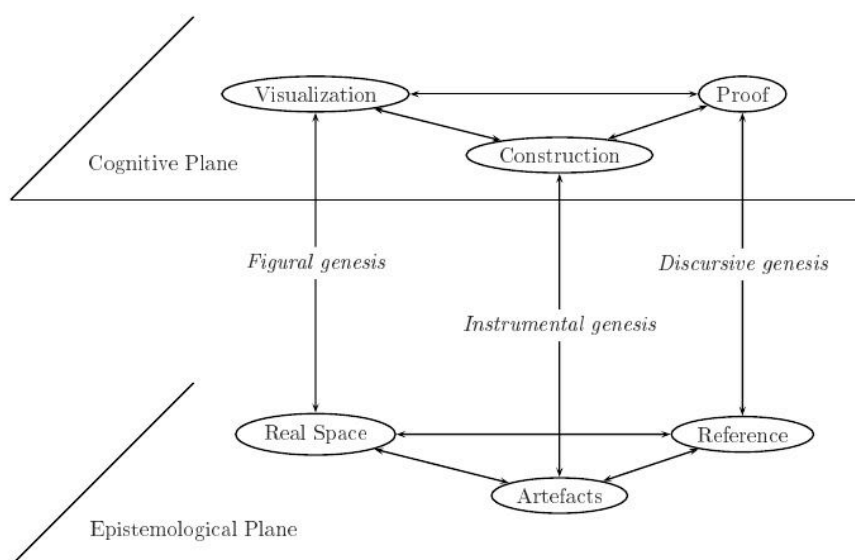 Visualization
Proof
Construction
Cognitive Plane
Figural genesis
Discursive genesis
Instrumental genesis
Real Space
Reference
Artefacts
Epistemological Plane